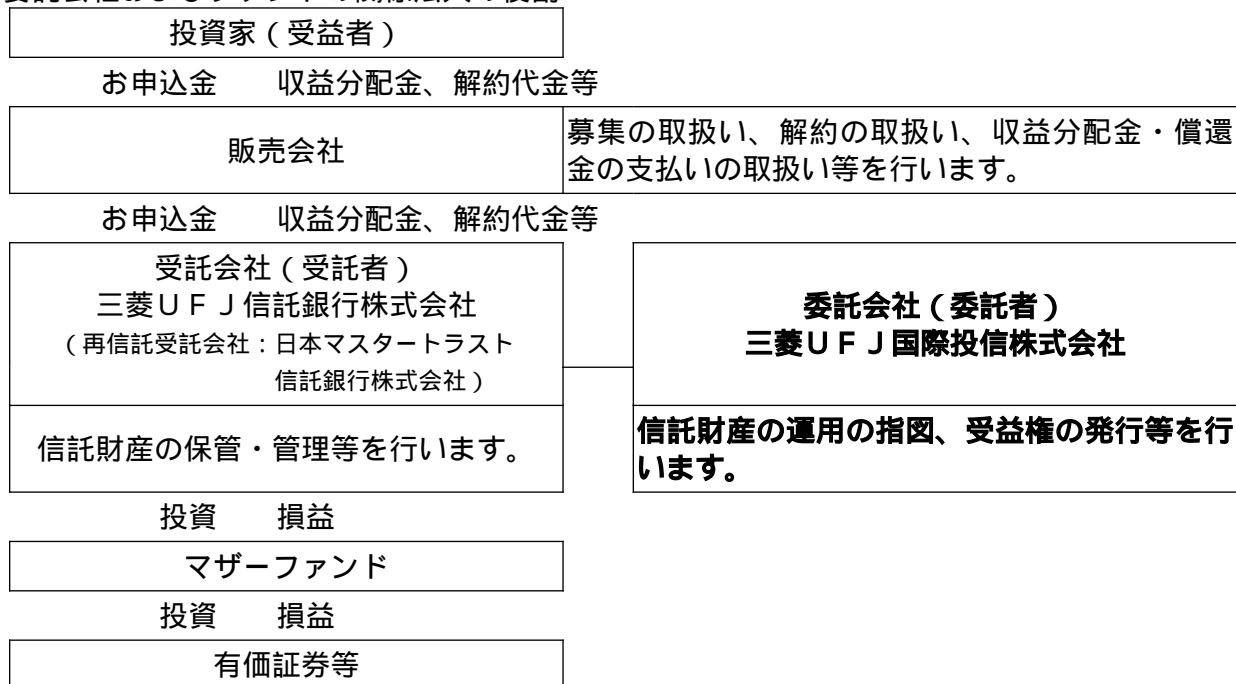 投資家（受益者）
お申込金　　収益分配金、解約代金等
販売会社
募集の取扱い、解約の取扱い、収益分配金・償還
金の支払いの取扱い等を行います。
お申込金　　収益分配金、解約代金等
受託会社（受託者）
三菱ＵＦＪ信託銀行株式会社
（再信託受託会社：日本マスタートラスト
信託銀行株式会社）
委託会社（委託者）
三菱ＵＦＪ国際投信株式会社
信託財産の保管・管理等を行います。
信託財産の運用の指図、受益権の発行等を行
います。
投資　　損益
マザーファンド
投資　　損益
有価証券等